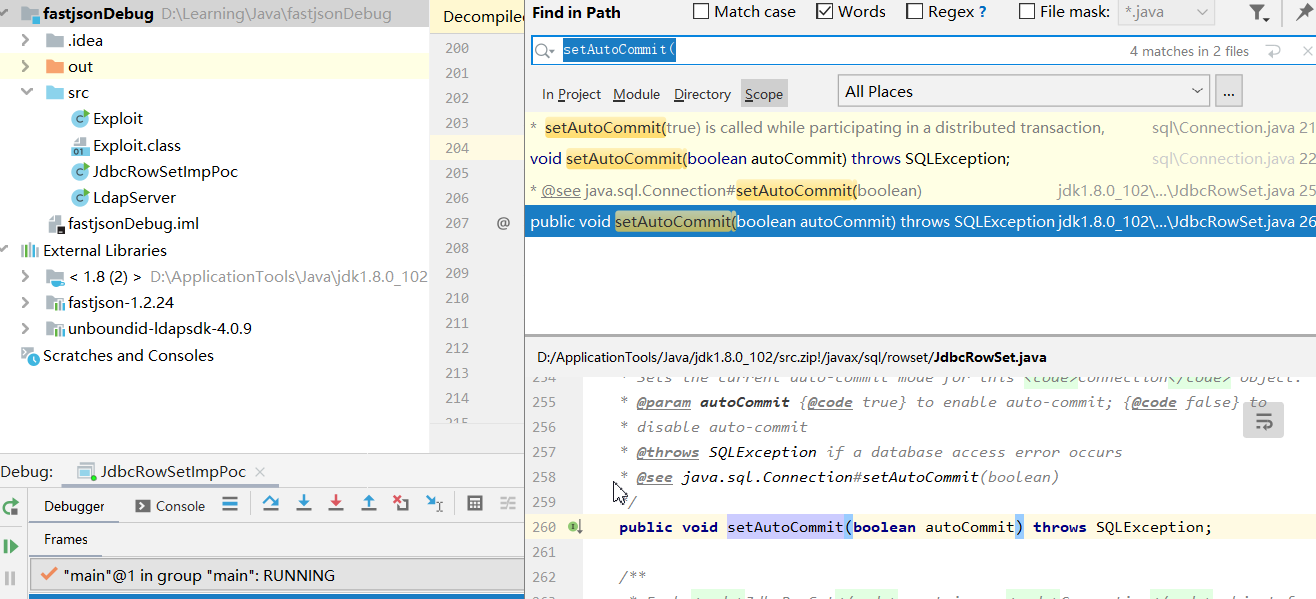 fastjsonDebug D:\Learning\Java\fastjsonDebug
.idea
out
src
Exploit
Exploit.class
JdbcRowSetImpPoc
LdapServer
fastjsonDebug.iml
External Libraries
< 1.8 (2) > D:\ApplicationTools\Java\jdk1.8.0_102
fastjson-1.2.24
unboundid-ldapsdk-4.0.9
Scratches and Consoles
Decompiled
200
201
202
203
204
205
206
207 @
208
209
210
211
212
213
214
215
Find in Path Match case Words Regex ? File mask: *.java
setAutoCommit( 4 matches in 2 files
In Project Module Directory Scope All Places ...
* setAutoCommit(true) is called while participating in a distributed transaction, sql\Connection.java 21
void setAutoCommit(boolean autoCommit) throws SQLException; sql\Connection.java 22
* @see java.sql.Connection#setAutoCommit(boolean) jdk1.8.0_102\...\JdbcRowSet.java 25
public void setAutoCommit(boolean autoCommit) throws SQLException jdk1.8.0_102\...\JdbcRowSet.java 26
D:/ApplicationTools/Java/jdk1.8.0_102/src.zip!/javax/sql/rowset/JdbcRowSet.java
254 * Sets the current auto-commit mode for this <code>Connection</code> object.
255 * @param autoCommit {@code true} to enable auto-commit; {@code false} to
256 * disable auto-commit
257 * @throws SQLException if a database access error occurs
258 * @see java.sql.Connection#setAutoCommit(boolean)
259 */
260 public void setAutoCommit(boolean autoCommit) throws SQLException;
261
262 /**
Debug: JdbcRowSetImpPoc
Debugger Console
Frames
"main"@1 in group "main": RUNNING